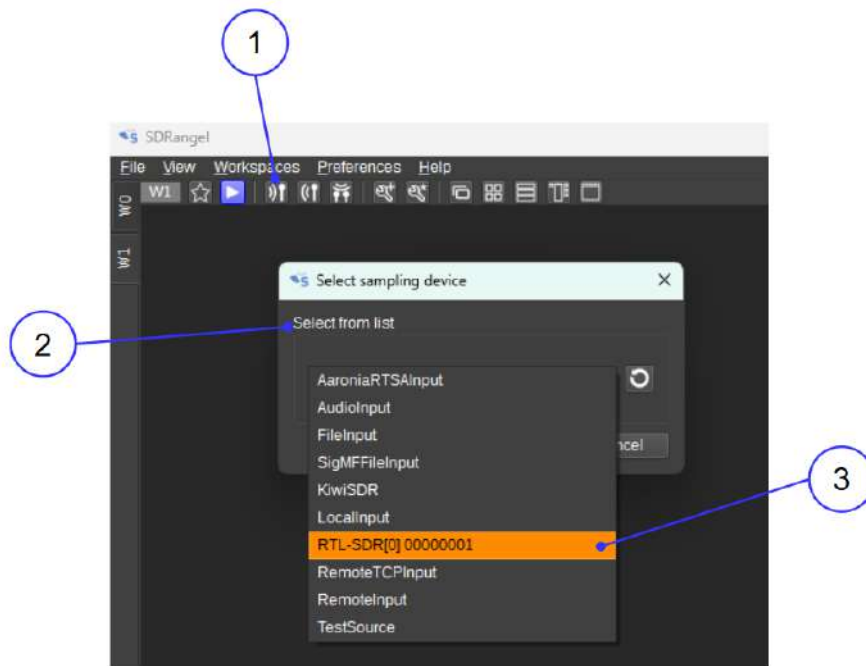 1
SDRangel
File View Workspaces Preferences Help
W1
W0
W1
Select sampling device
2
Select from list
AaroniaRTSAInput
AudioInput
FileInput
SigMFFileInput
KiwiSDR
LocalInput
RTL-SDR[0] 00000001
RemoteTCPInput
RemoteInput
TestSource
3